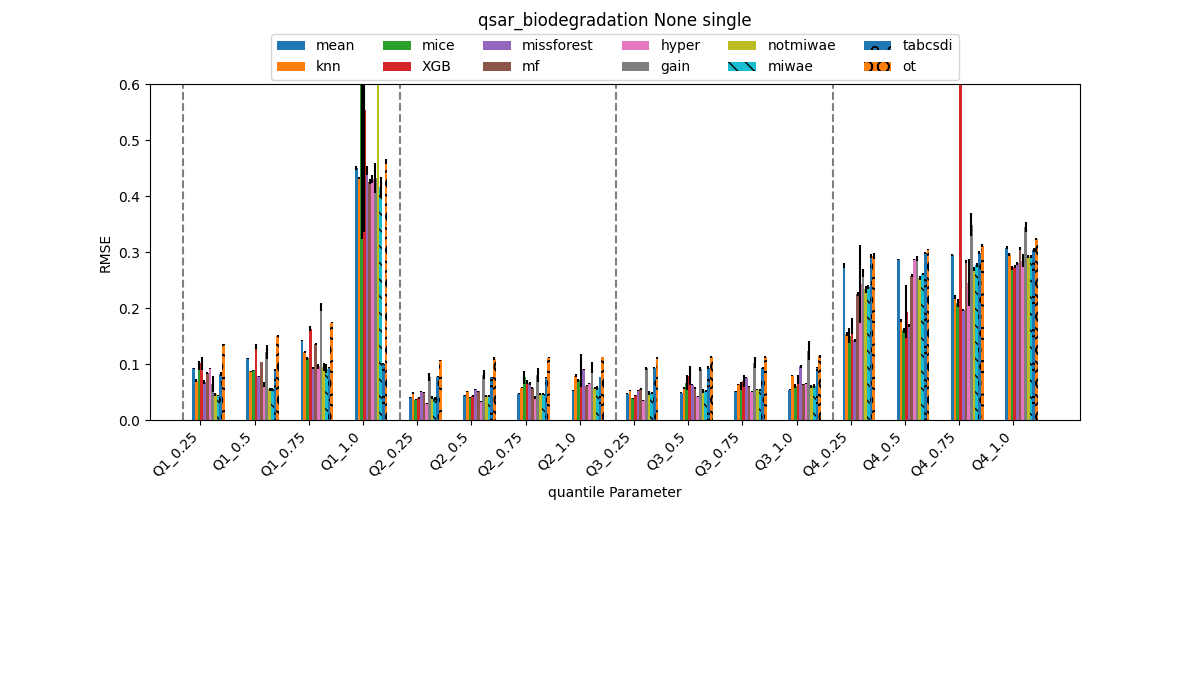 qsar_biodegradation None single
mean mice missforest hyper notmiwae tabcsdi
knn XGB mf gain miwae ot
0.6
0.5
0.4
0.3
0.2
0.1
0.0
RMSE
Q1_0.25 Q1_0.5 Q1_0.75 Q1_1.0 Q2_0.25 Q2_0.5 Q2_0.75 Q2_1.0 Q3_0.25 Q3_0.5 Q3_0.75 Q3_1.0 Q4_0.25 Q4_0.5 Q4_0.75 Q4_1.0
quantile Parameter